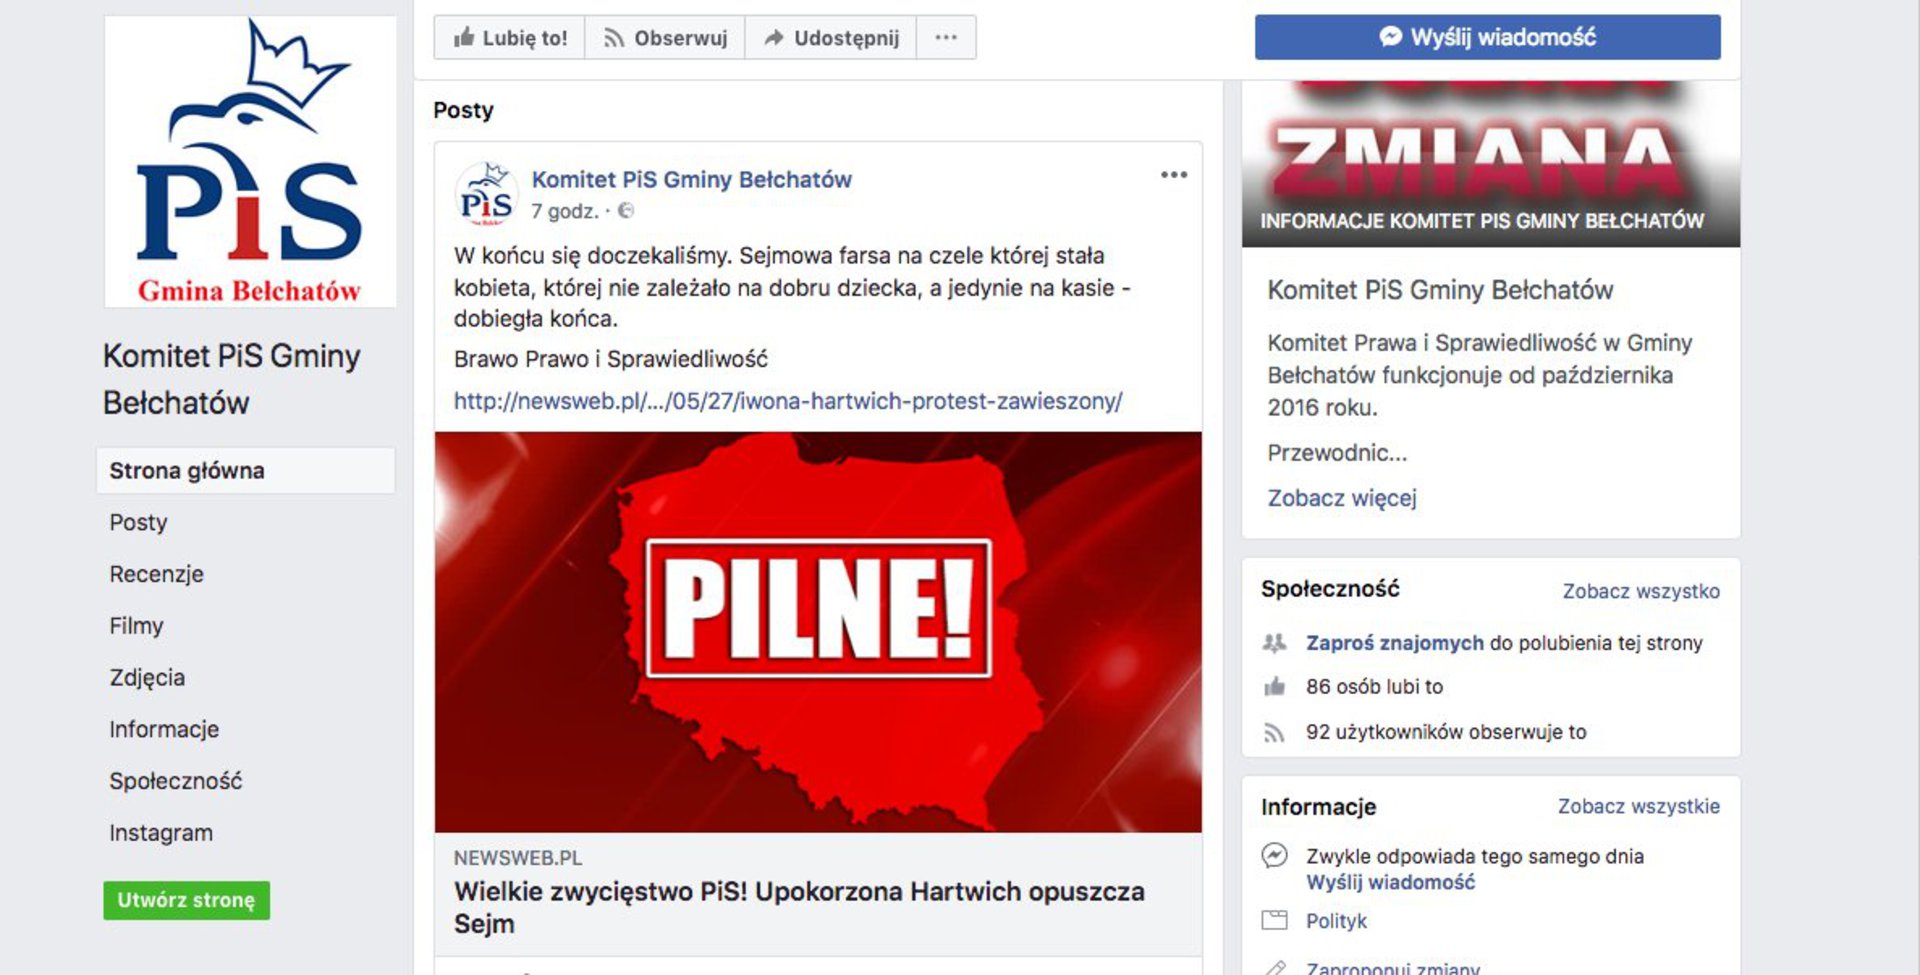 PiS
Gmina Bełchatów
Komitet PiS Gminy
Bełchatów
Strona główna
Posty
Recenzje
Filmy
Zdjęcia
Informacje
Społeczność
Instagram
Utwórz stronę
Lubię to!
Obserwuj
Udostępnij
Wyślij wiadomość
Posty
PiS
Komitet PiS Gminy Bełchatów
7 godz.
W końcu się doczekaliśmy. Sejmowa farsa na czele której stała
kobieta, której nie zależało na dobru dziecka, a jedynie na kasie -
dobiegła końca.
Brawo Prawo i Sprawiedliwość
http://newsweb.pl/.../05/27/iwona-hartwich-protest-zawieszony/
PILNE!
NEWSWEB.PL
Wielkie zwycięstwo PiS! Upokorzona Hartwich opuszcza
Sejm
ZMIANA
INFORMACJE KOMITET PIS GMINY BEŁCHATÓW
Komitet PiS Gminy Bełchatów
Komitet Prawa i Sprawiedliwość w Gminy
Bełchatów funkcjonuje od października
2016 roku.
Przewodnic...
Zobacz więcej
Społeczność
Zobacz wszystko
Zaproś znajomych do polubienia tej strony
86 osób lubi to
92 użytkowników obserwuje to
Informacje
Zobacz wszystkie
Zwykle odpowiada tego samego dnia
Wyślij wiadomość
Polityk
Zaproponuj zmiany